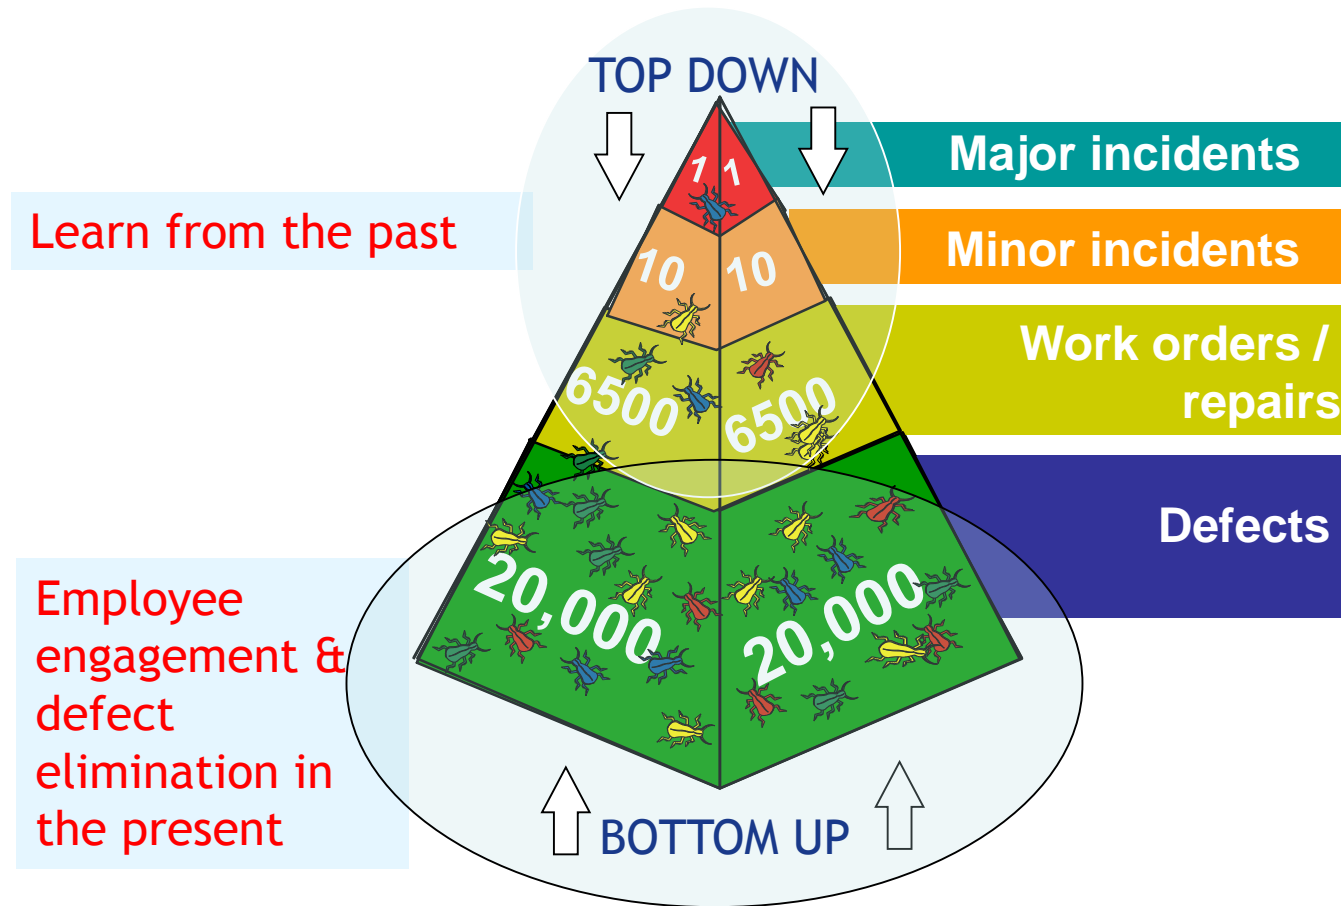 TOP DOWN
1 1
Major incidents
Learn from the past
10 10
Minor incidents
6500 6500
Work orders /
repairs
20,000 20,000
Defects
Employee
engagement &
defect
elimination in
the present
BOTTOM UP